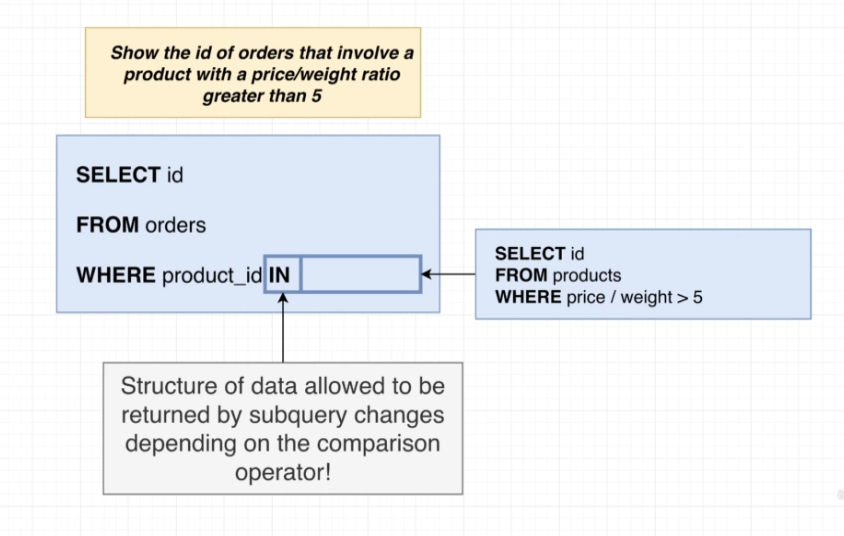 Show the id of orders that involve a
product with a price/weight ratio
greater than 5
SELECT id
FROM orders
WHERE product_id IN
SELECT id
FROM products
WHERE price / weight > 5
Structure of data allowed to be
returned by subquery changes
depending on the comparison
operator!